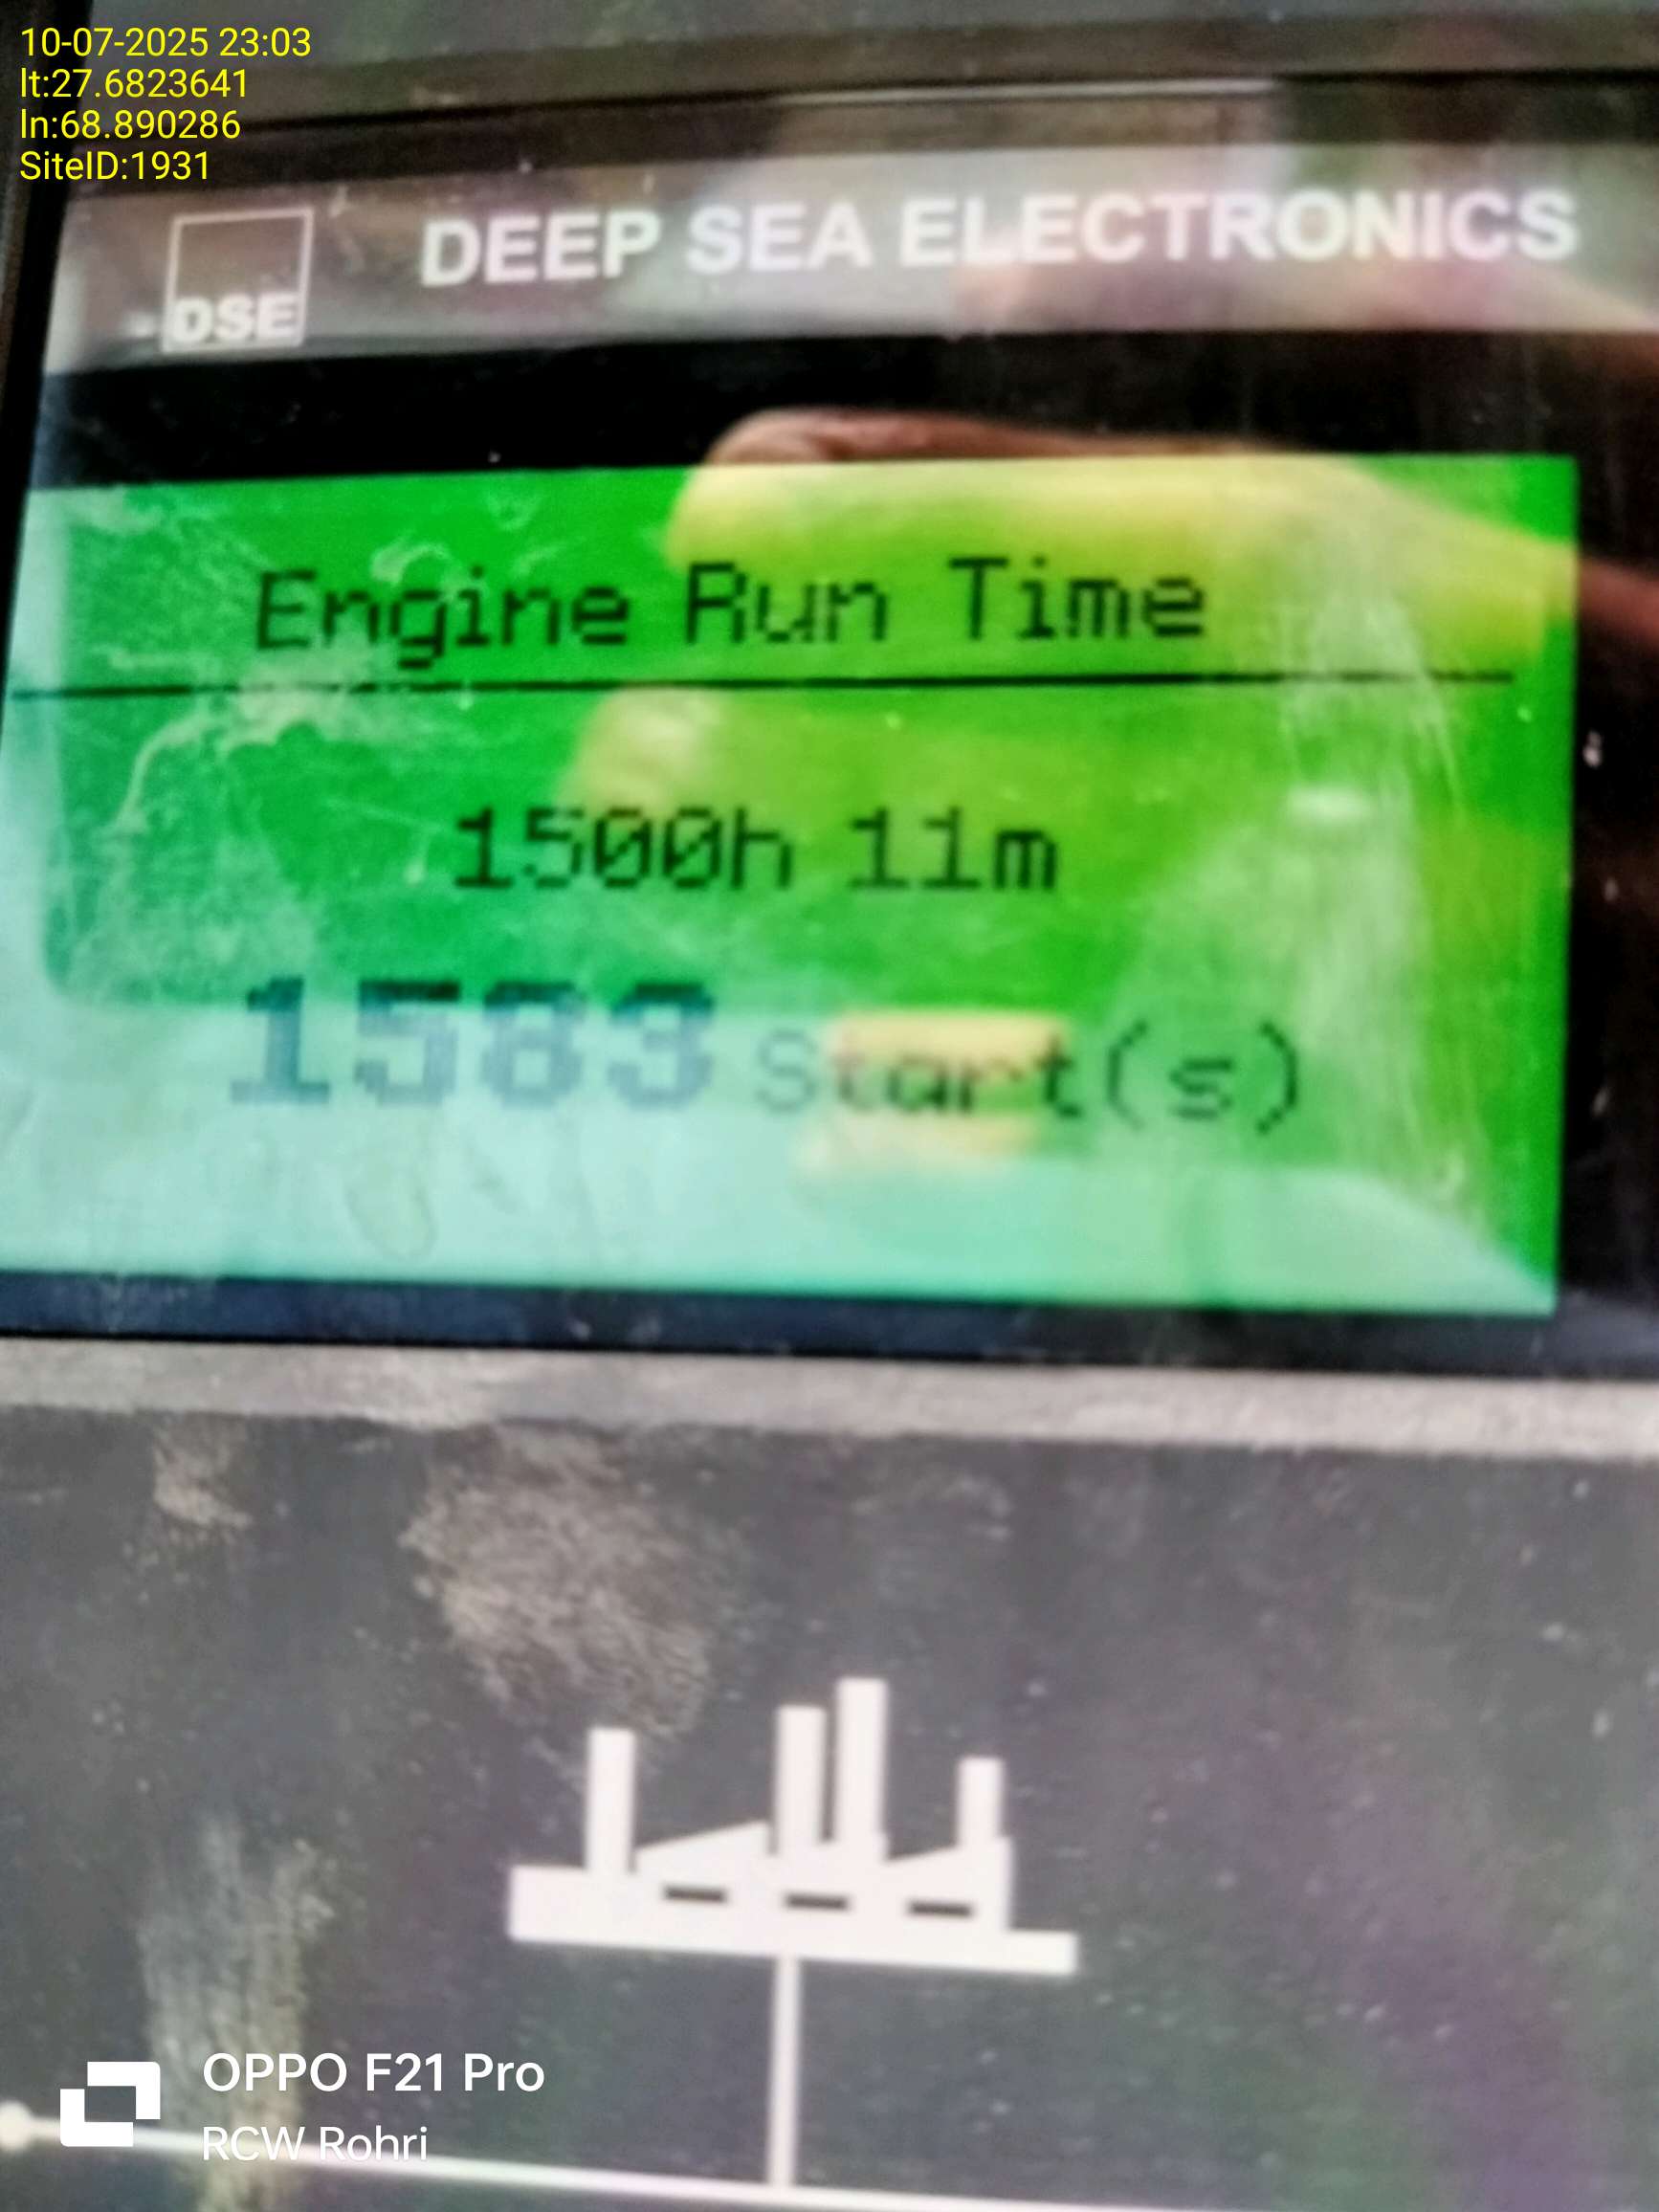 10-07-2025 23:03
lt:27.6823641
ln:68.890286
SiteID:1931
DSE
DEEP SEA ELECTRONICS
Engine Run Time
1500h 11m
1583 Start(s)
OPPO F21 Pro
RCW Rohri